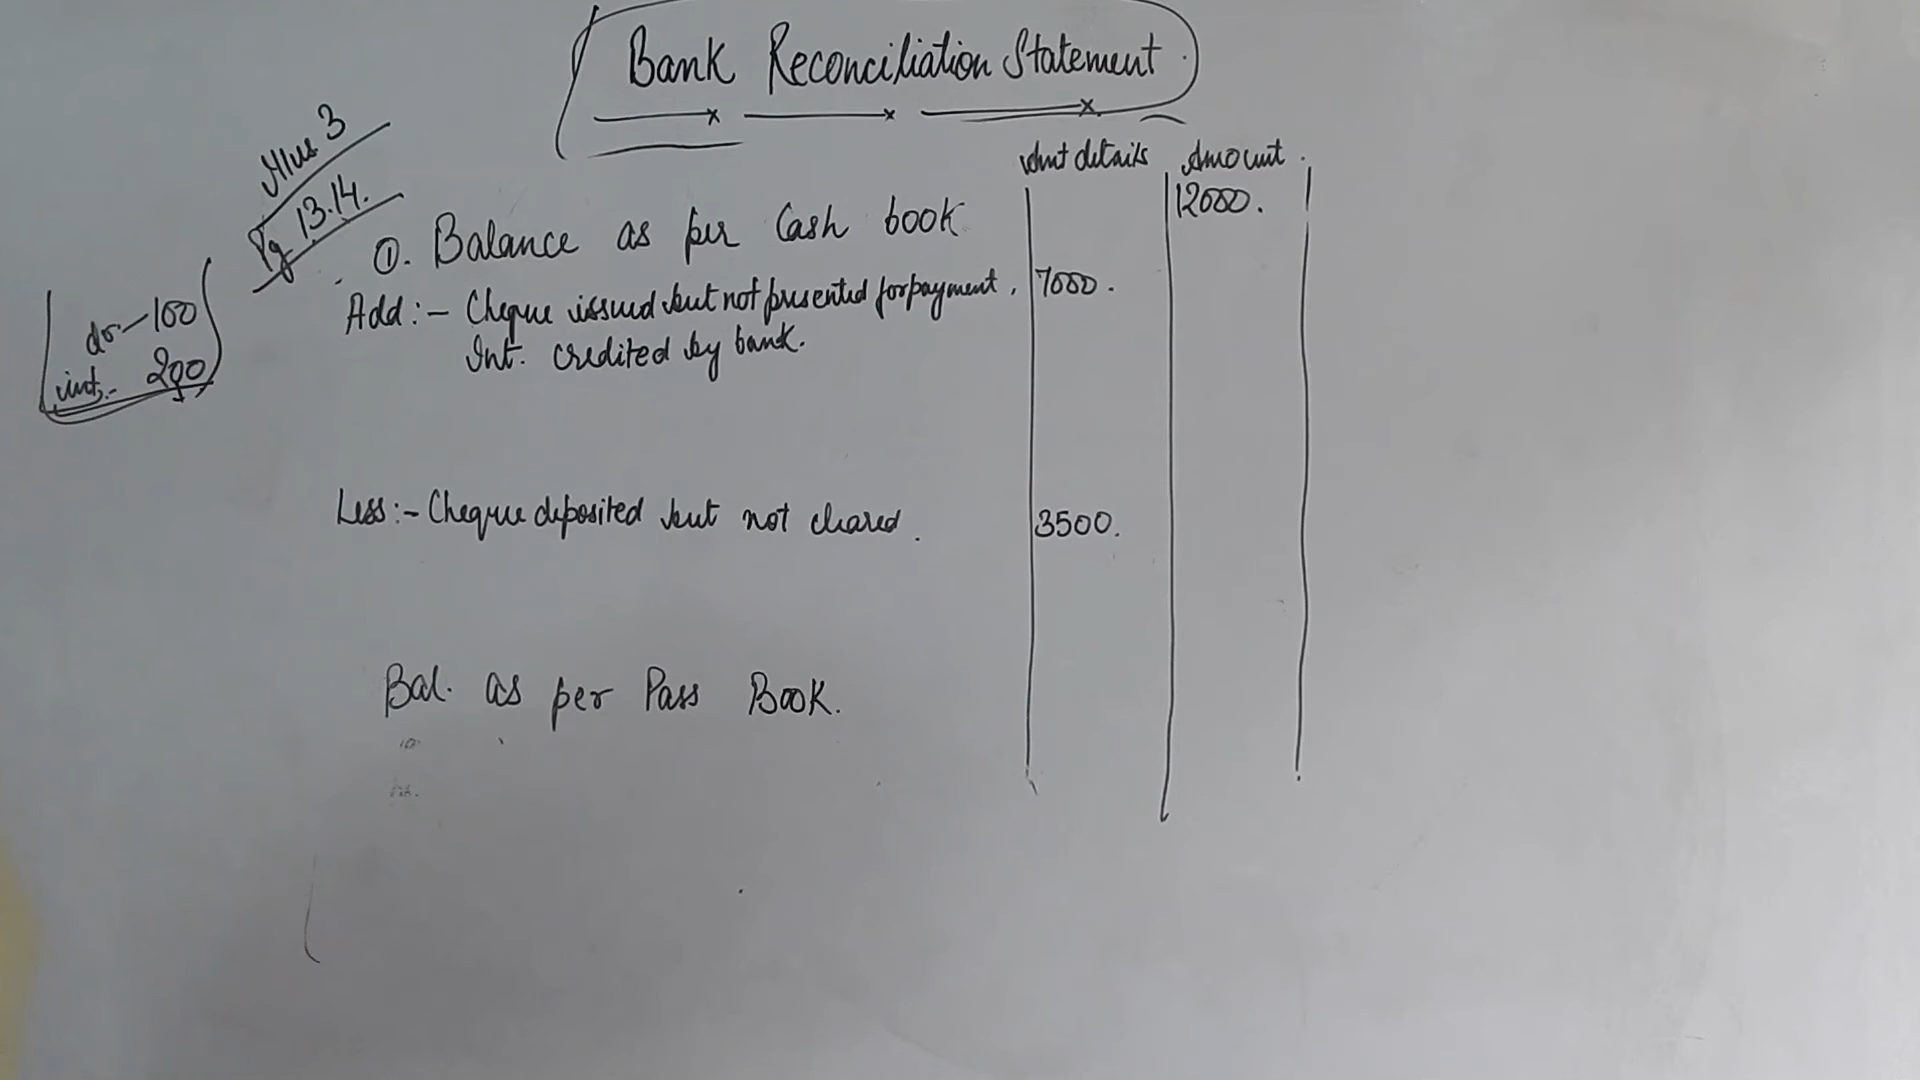 Bank Reconciliation Statement.
Illus 3
Pg 13.14.
Amt details Amount.
① Balance as per Cash book 12000.
Add:- Cheque issued but not presented for payment. 7000.
Int. credited by bank.
do - 100
int.- 200
Less:- Cheque deposited but not cleared. 3500.
Bal. as per Pass Book.